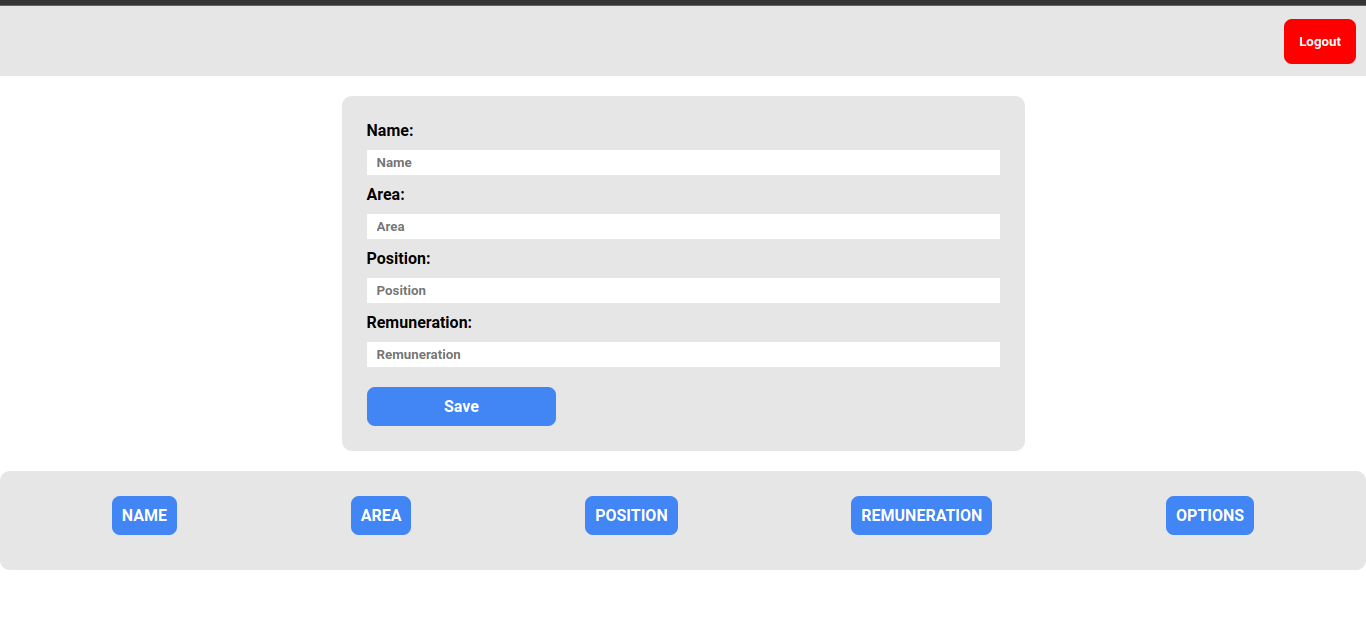 Logout
Name:
Name
Area:
Area
Position:
Position
Remuneration:
Remuneration
Save
NAME AREA POSITION REMUNERATION OPTIONS